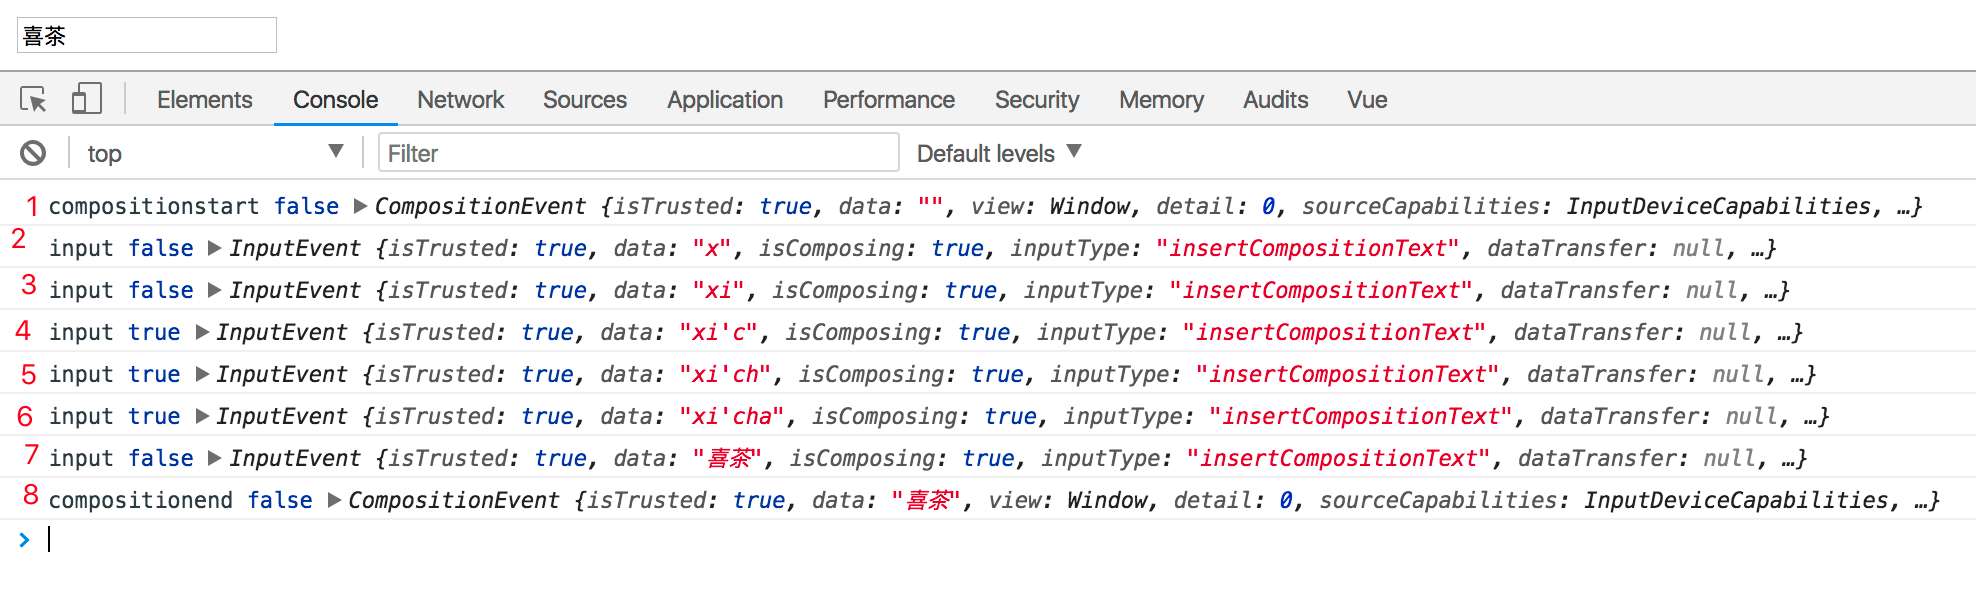 喜茶
Elements Console Network Sources Application Performance Security Memory Audits Vue
top Filter Default levels
1 compositionstart false ▶CompositionEvent {isTrusted: true, data: "", view: Window, detail: 0, sourceCapabilities: InputDeviceCapabilities, …}
2 input false ▶InputEvent {isTrusted: true, data: "x", isComposing: true, inputType: "insertCompositionText", dataTransfer: null, …}
3 input false ▶InputEvent {isTrusted: true, data: "xi", isComposing: true, inputType: "insertCompositionText", dataTransfer: null, …}
4 input true ▶InputEvent {isTrusted: true, data: "xi'c", isComposing: true, inputType: "insertCompositionText", dataTransfer: null, …}
5 input true ▶InputEvent {isTrusted: true, data: "xi'ch", isComposing: true, inputType: "insertCompositionText", dataTransfer: null, …}
6 input true ▶InputEvent {isTrusted: true, data: "xi'cha", isComposing: true, inputType: "insertCompositionText", dataTransfer: null, …}
7 input false ▶InputEvent {isTrusted: true, data: "喜茶", isComposing: true, inputType: "insertCompositionText", dataTransfer: null, …}
8 compositionend false ▶CompositionEvent {isTrusted: true, data: "喜茶", view: Window, detail: 0, sourceCapabilities: InputDeviceCapabilities, …}